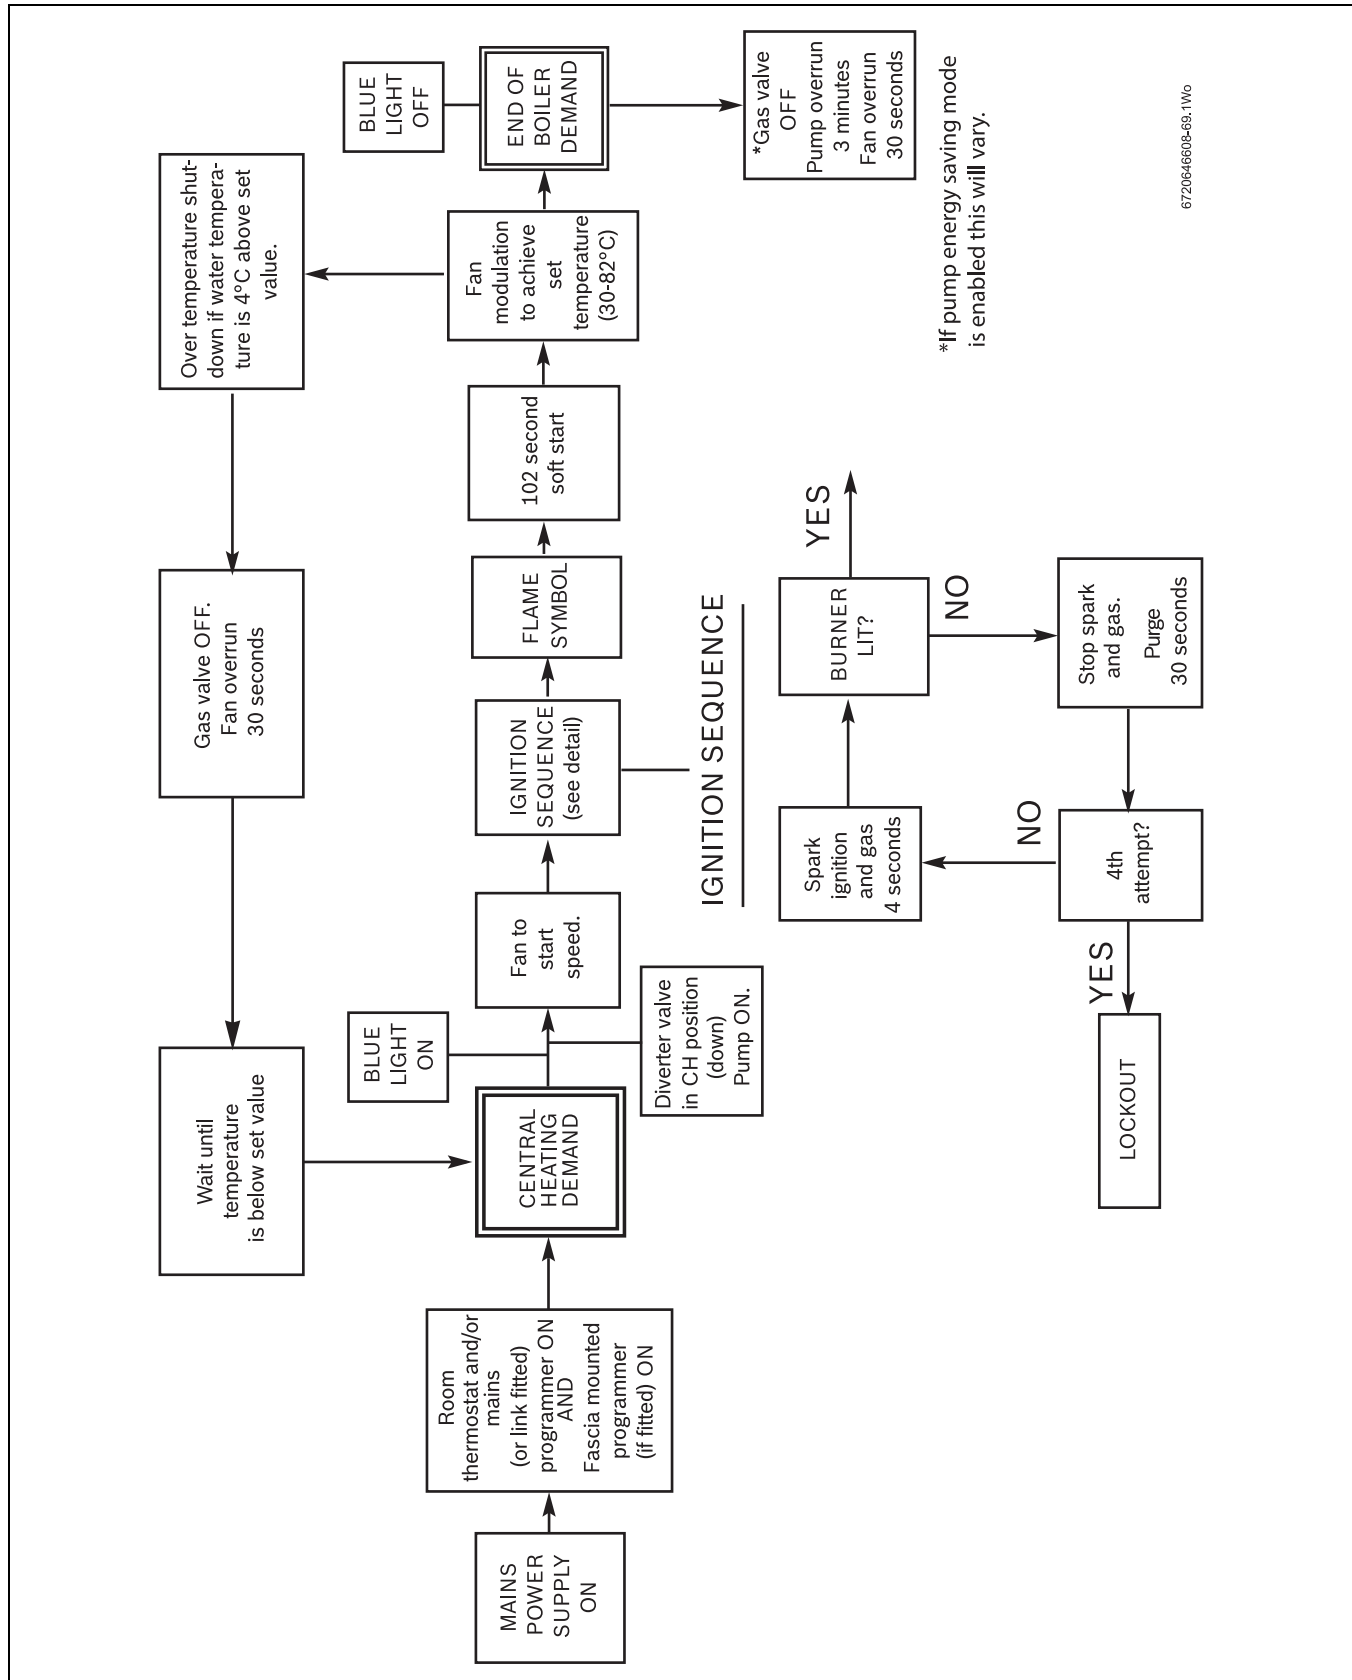 Over temperature shut-
down if water tempera-
ture is 4°C above set
value.
Gas valve OFF.
Fan overrun
30 seconds
Wait until
temperature
is below set value
MAINS
POWER
SUPPLY
ON
Room
thermostat and/or
mains
(or link fitted)
programmer ON
AND
Fascia mounted
programmer
(if fitted) ON
CENTRAL
HEATING
DEMAND
BLUE
LIGHT
ON
Diverter valve
in CH position
(down)
Pump ON.
Fan to
start
speed.
IGNITION
SEQUENCE
(see detail)
FLAME
SYMBOL
102 second
soft start
Fan
modulation
to achieve
set
temperature
(30-82°C)
END OF
BOILER
DEMAND
BLUE
LIGHT
OFF
*Gas valve
OFF
Pump overrun
3 minutes
Fan overrun
30 seconds
*If pump energy saving mode
is enabled this will vary.
IGNITION SEQUENCE
Spark
ignition
and gas
4 seconds
BURNER
LIT?
YES
NO
Stop spark
and gas.
Purge
30 seconds
4th
attempt?
NO
YES
LOCKOUT
6720646608-69.1Wo